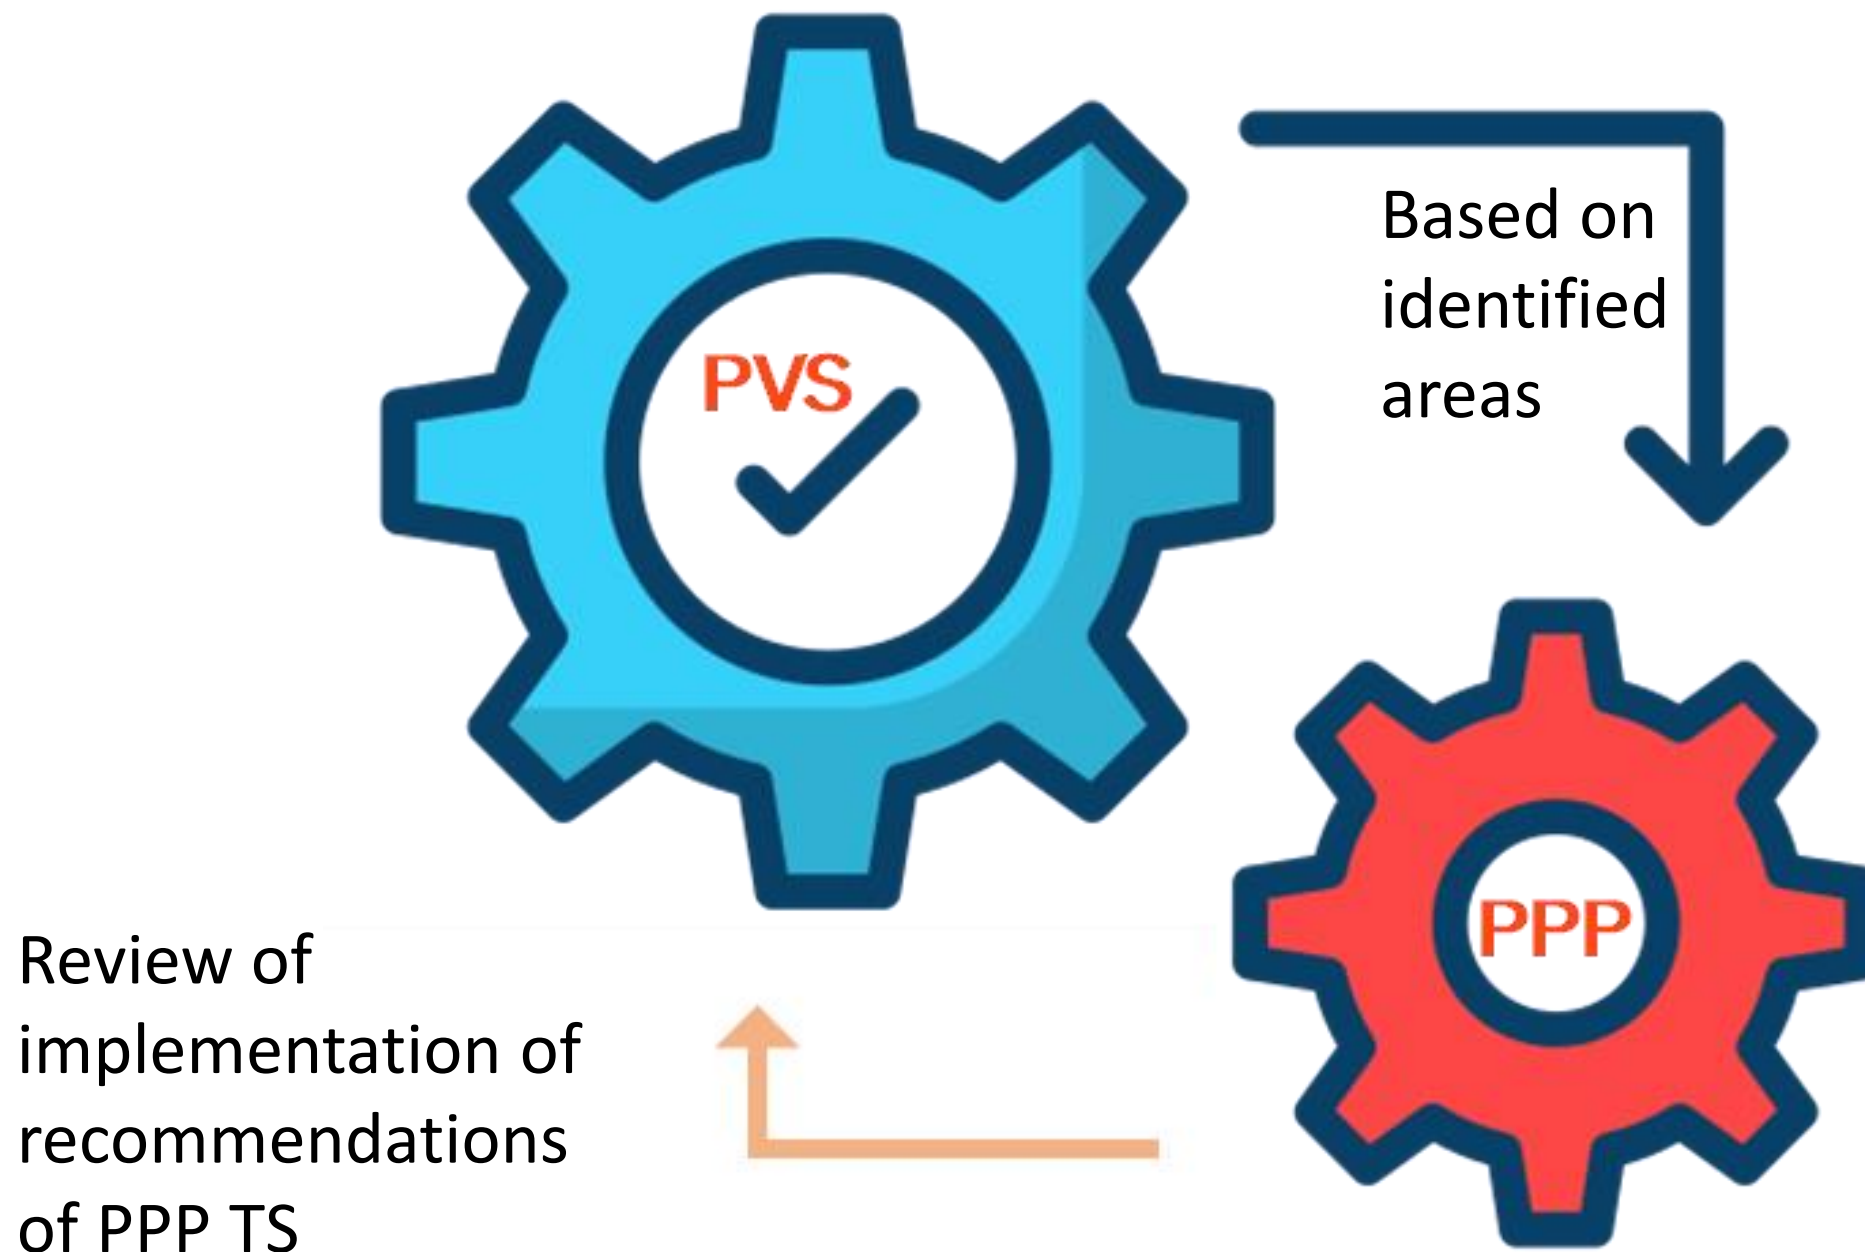 PVS
Based on
identified
areas
PPP
Review of
implementation of
recommendations
of PPP TS